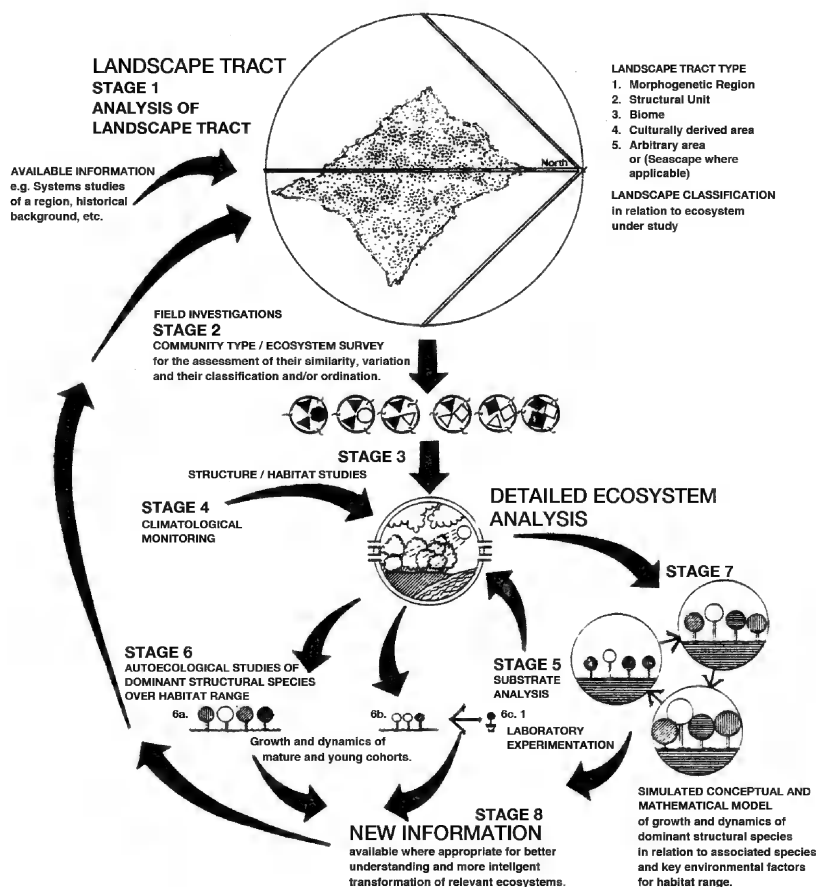 LANDSCAPE TRACT
STAGE 1
ANALYSIS OF
LANDSCAPE TRACT
LANDSCAPE TRACT TYPE
1. Morphogenetic Region
2. Structural Unit
3. Biome
4. Culturally derived area
5. Arbitrary area
or (Seascape where
applicable)
LANDSCAPE CLASSIFICATION
in relation to ecosystem
under study
North
AVAILABLE INFORMATION
e.g. Systems studies
of a region, historical
background, etc.
FIELD INVESTIGATIONS
STAGE 2
COMMUNITY TYPE / ECOSYSTEM SURVEY
for the assessment of their similarity, variation
and their classification and/or ordination.
STAGE 3
STRUCTURE / HABITAT STUDIES
STAGE 4
CLIMATOLOGICAL
MONITORING
DETAILED ECOSYSTEM
ANALYSIS
STAGE 7
STAGE 6
AUTOECOLOGICAL STUDIES OF
DOMINANT STRUCTURAL SPECIES
OVER HABITAT RANGE
6a.
6b.
6c. 1
Growth and dynamics of
mature and young cohorts.
STAGE 5
SUBSTRATE
ANALYSIS
LABORATORY
EXPERIMENTATION
STAGE 8
NEW INFORMATION
available where appropriate for better
understanding and more intellgent
transformation of relevant ecosystems.
SIMULATED CONCEPTUAL AND
MATHEMATICAL MODEL
of growth and dynamics of
dominant structural species
in relation to associated species
and key environmental factors
for habitat range.